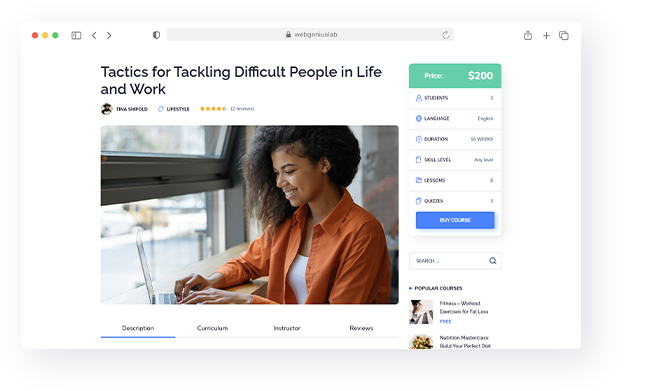 webgeniuslab
Tactics for Tackling Difficult People in Life
and Work
TINA SHIFOLD
LIFESTYLE
(2 reviews)
Price:
$200
STUDENTS
3
LANGUAGE
English
DURATION
10 WEEKS
SKILL LEVEL
Any level
LESSONS
6
QUIZZES
3
BUY COURSE
SEARCH ...
POPULAR COURSES
Fitness – Workout
Exercises for Fat Loss
FREE
Nutrition Masterclass:
Build Your Perfect Diet
Description
Curriculum
Instructor
Reviews